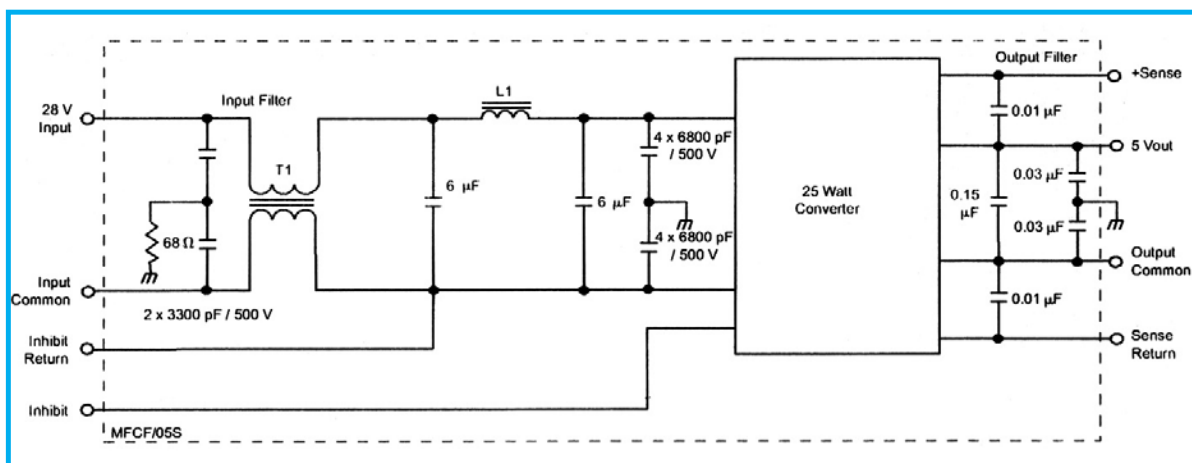 Output Filter
+Sense
L1
28 V
Input
Input Filter
0.01 µF
4 x 6800 pF
/ 500 V
5 Vout
T1
25 Watt
Converter
0.03 µF
6 µF
6 µF
0.15
µF
68 Ω
4 x 6800 pF
/ 500 V
0.03 µF
Output
Common
Input
Common
2 x 3300 pF / 500 V
0.01 µF
Inhibit
Return
Sense
Return
Inhibit
MFCF/05S